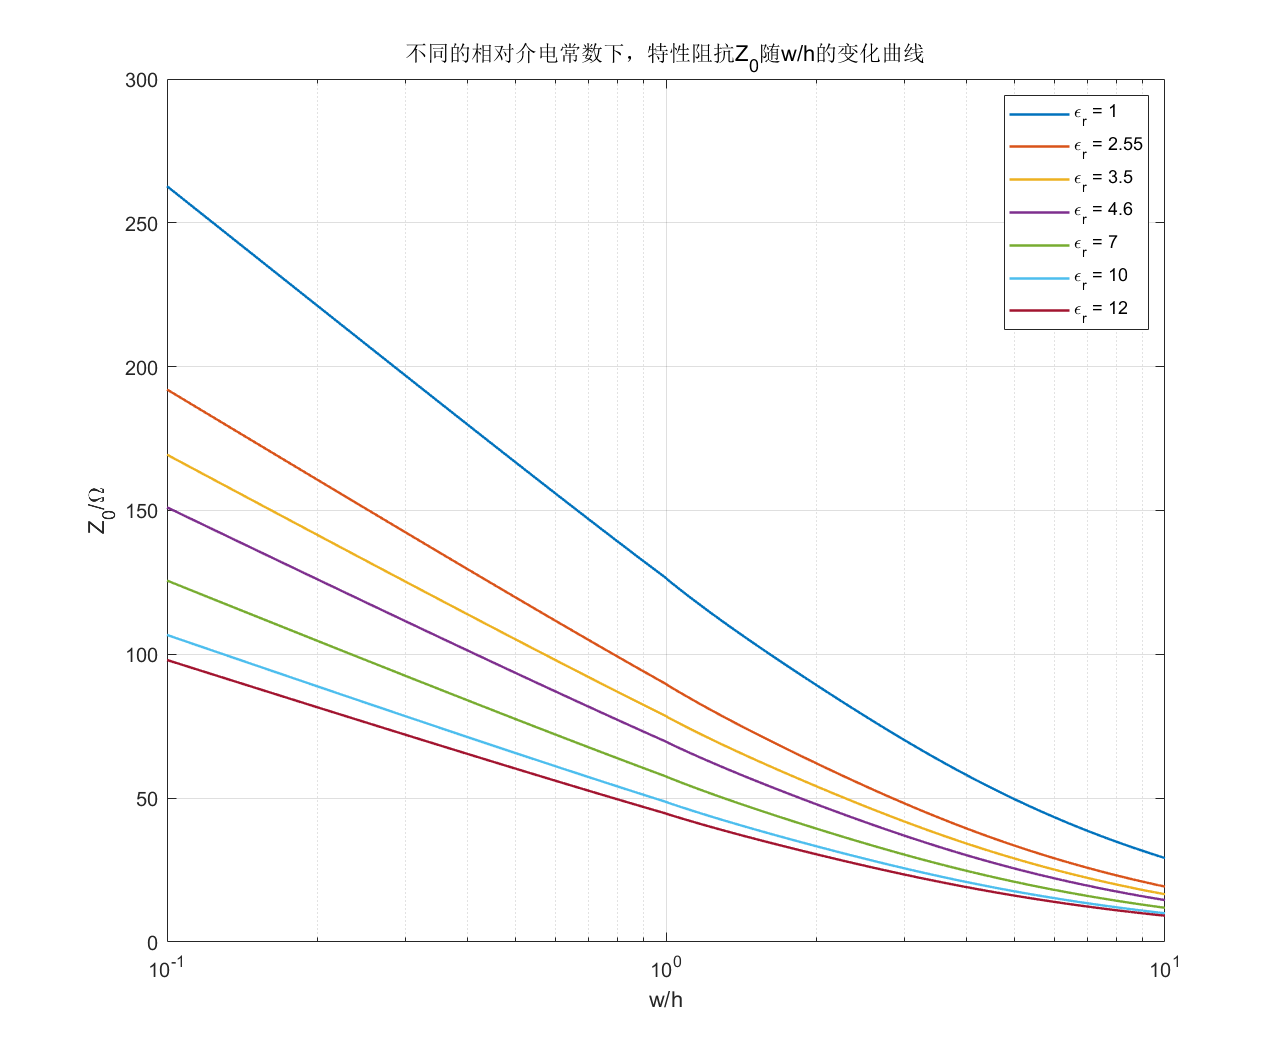 不同的相对介电常数下，特性阻抗Z₀随w/h的变化曲线
300
250
200
150
100
50
0
Z₀/Ω
10⁻¹
10⁰
10¹
w/h
ϵᵣ = 1
ϵᵣ = 2.55
ϵᵣ = 3.5
ϵᵣ = 4.6
ϵᵣ = 7
ϵᵣ = 10
ϵᵣ = 12